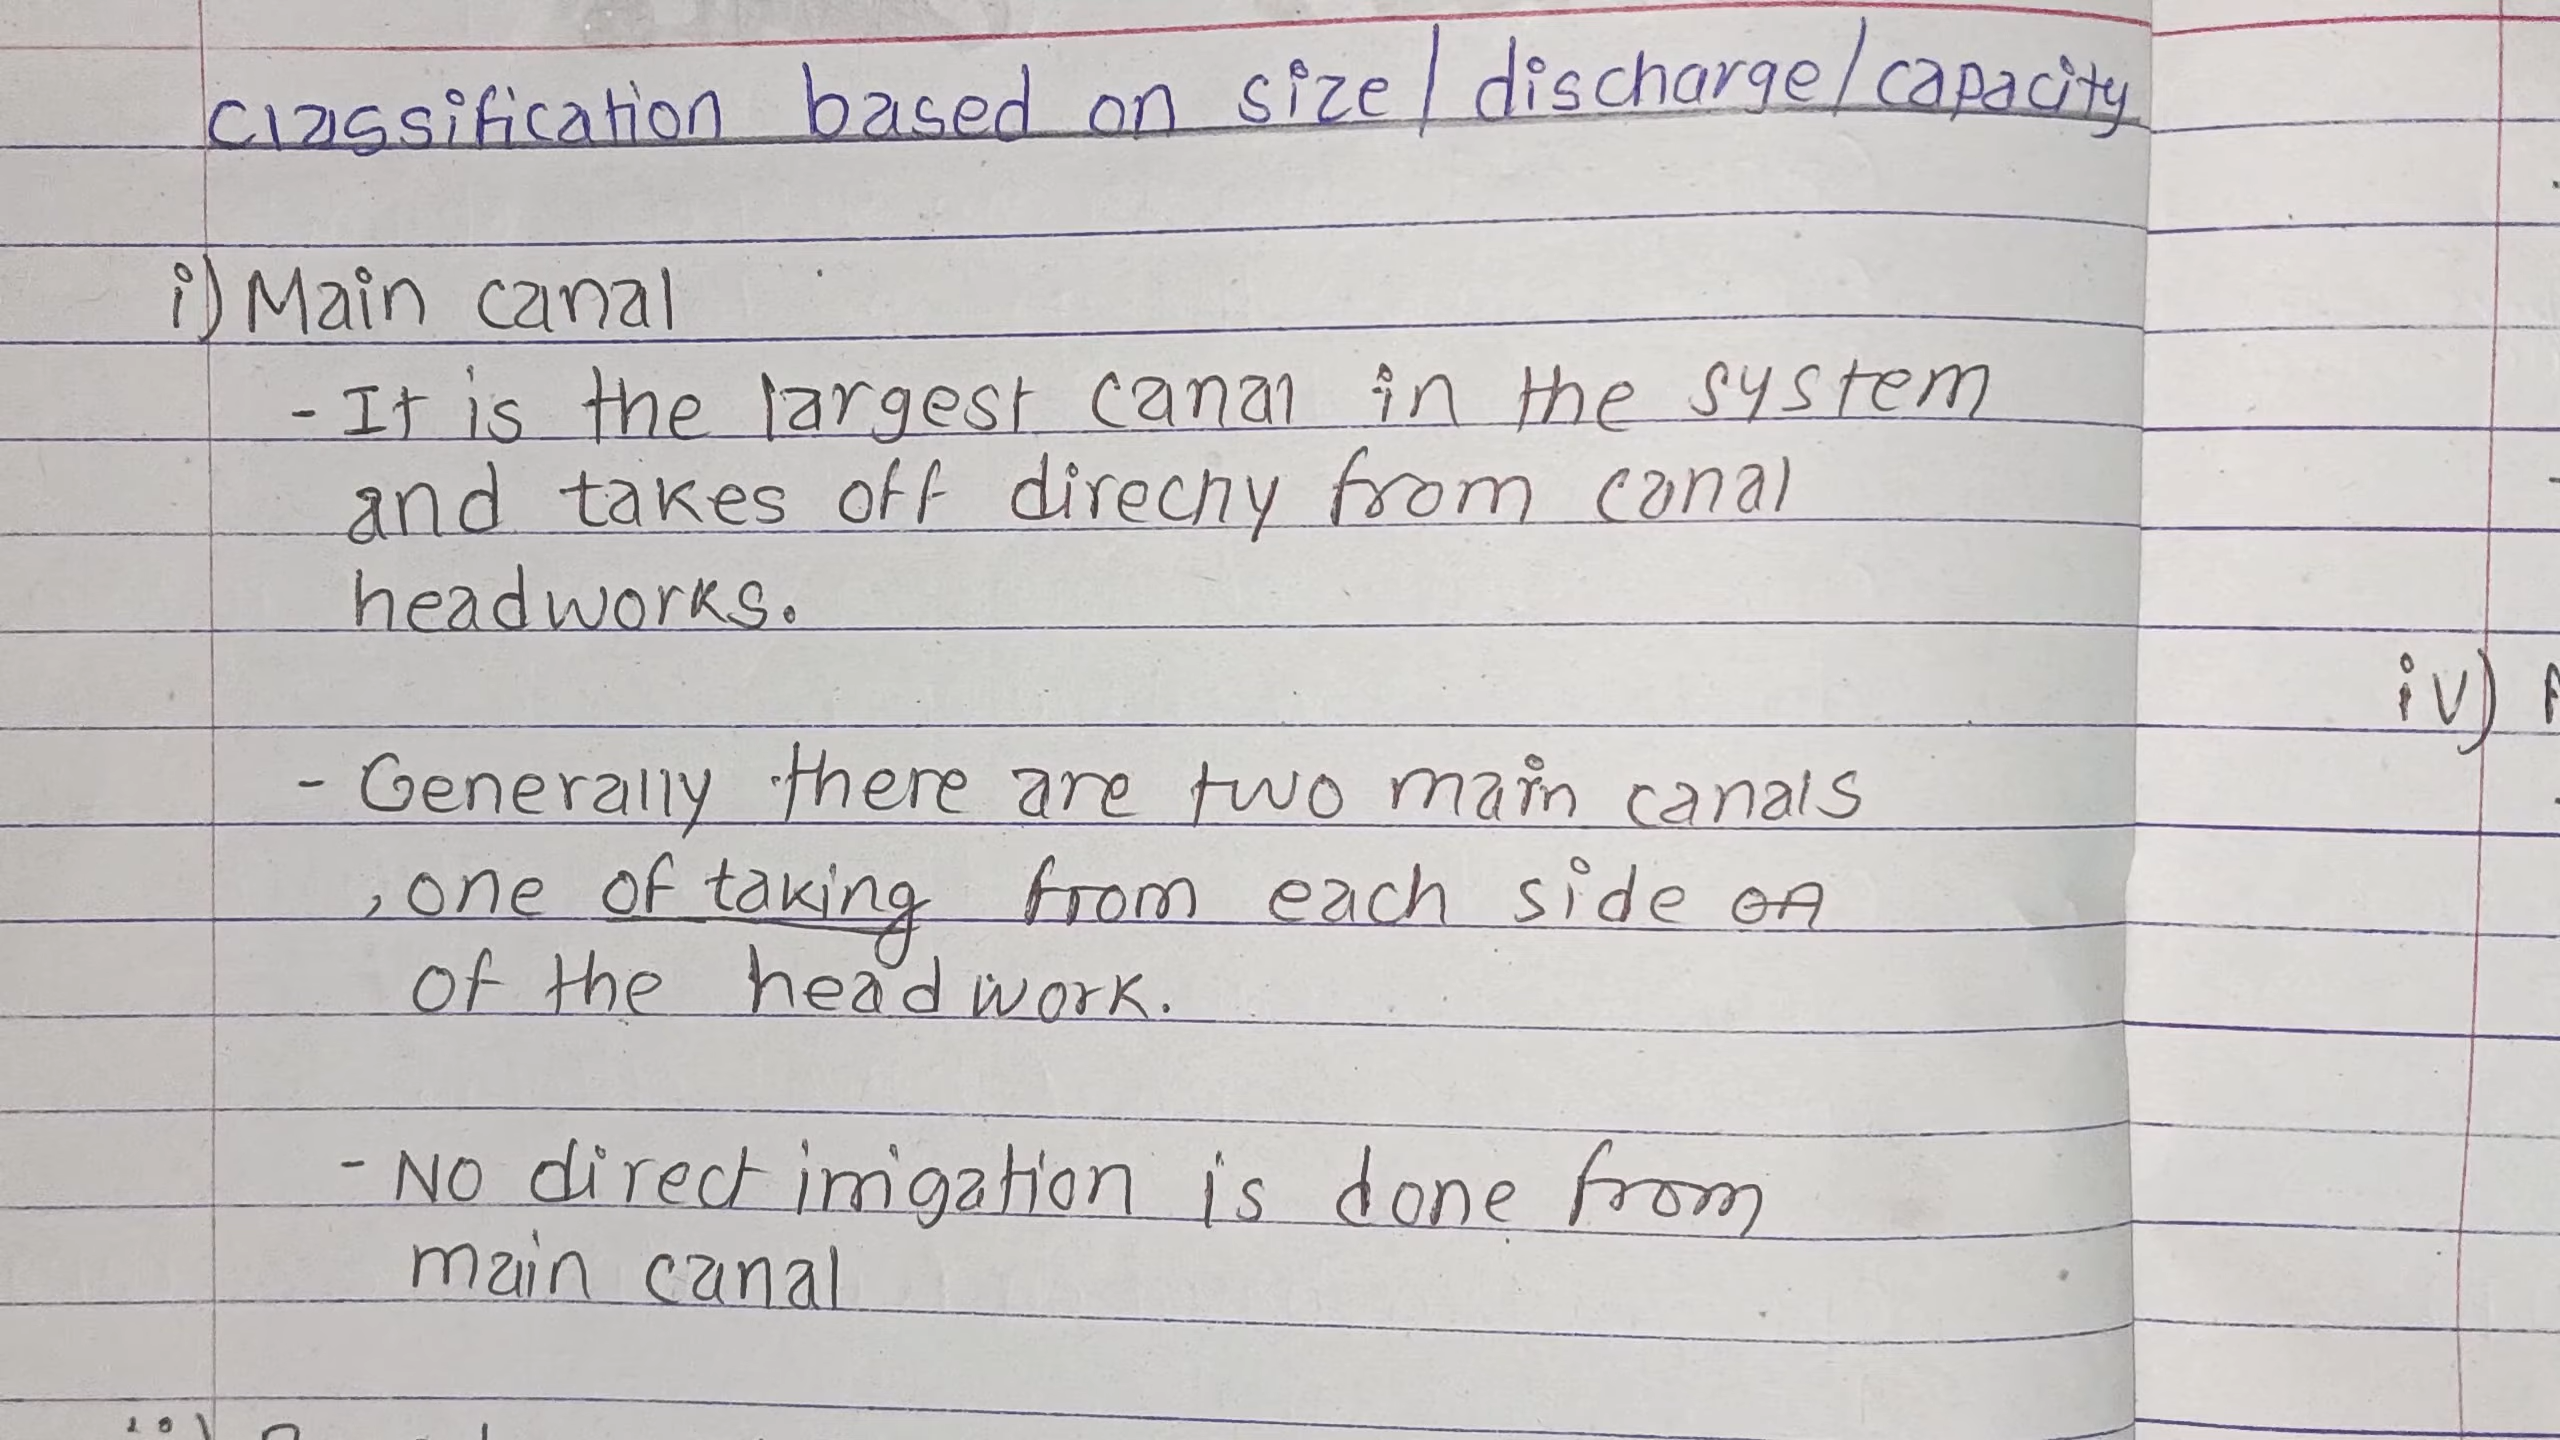 classification based on size/discharge/capacity
i) Main canal
- It is the largest canal in the system
and takes off directly from canal
headworks.
- Generally there are two main canals
, one of taking from each side
of the headwork.
- No direct irrigation is done from
main canal
iv)